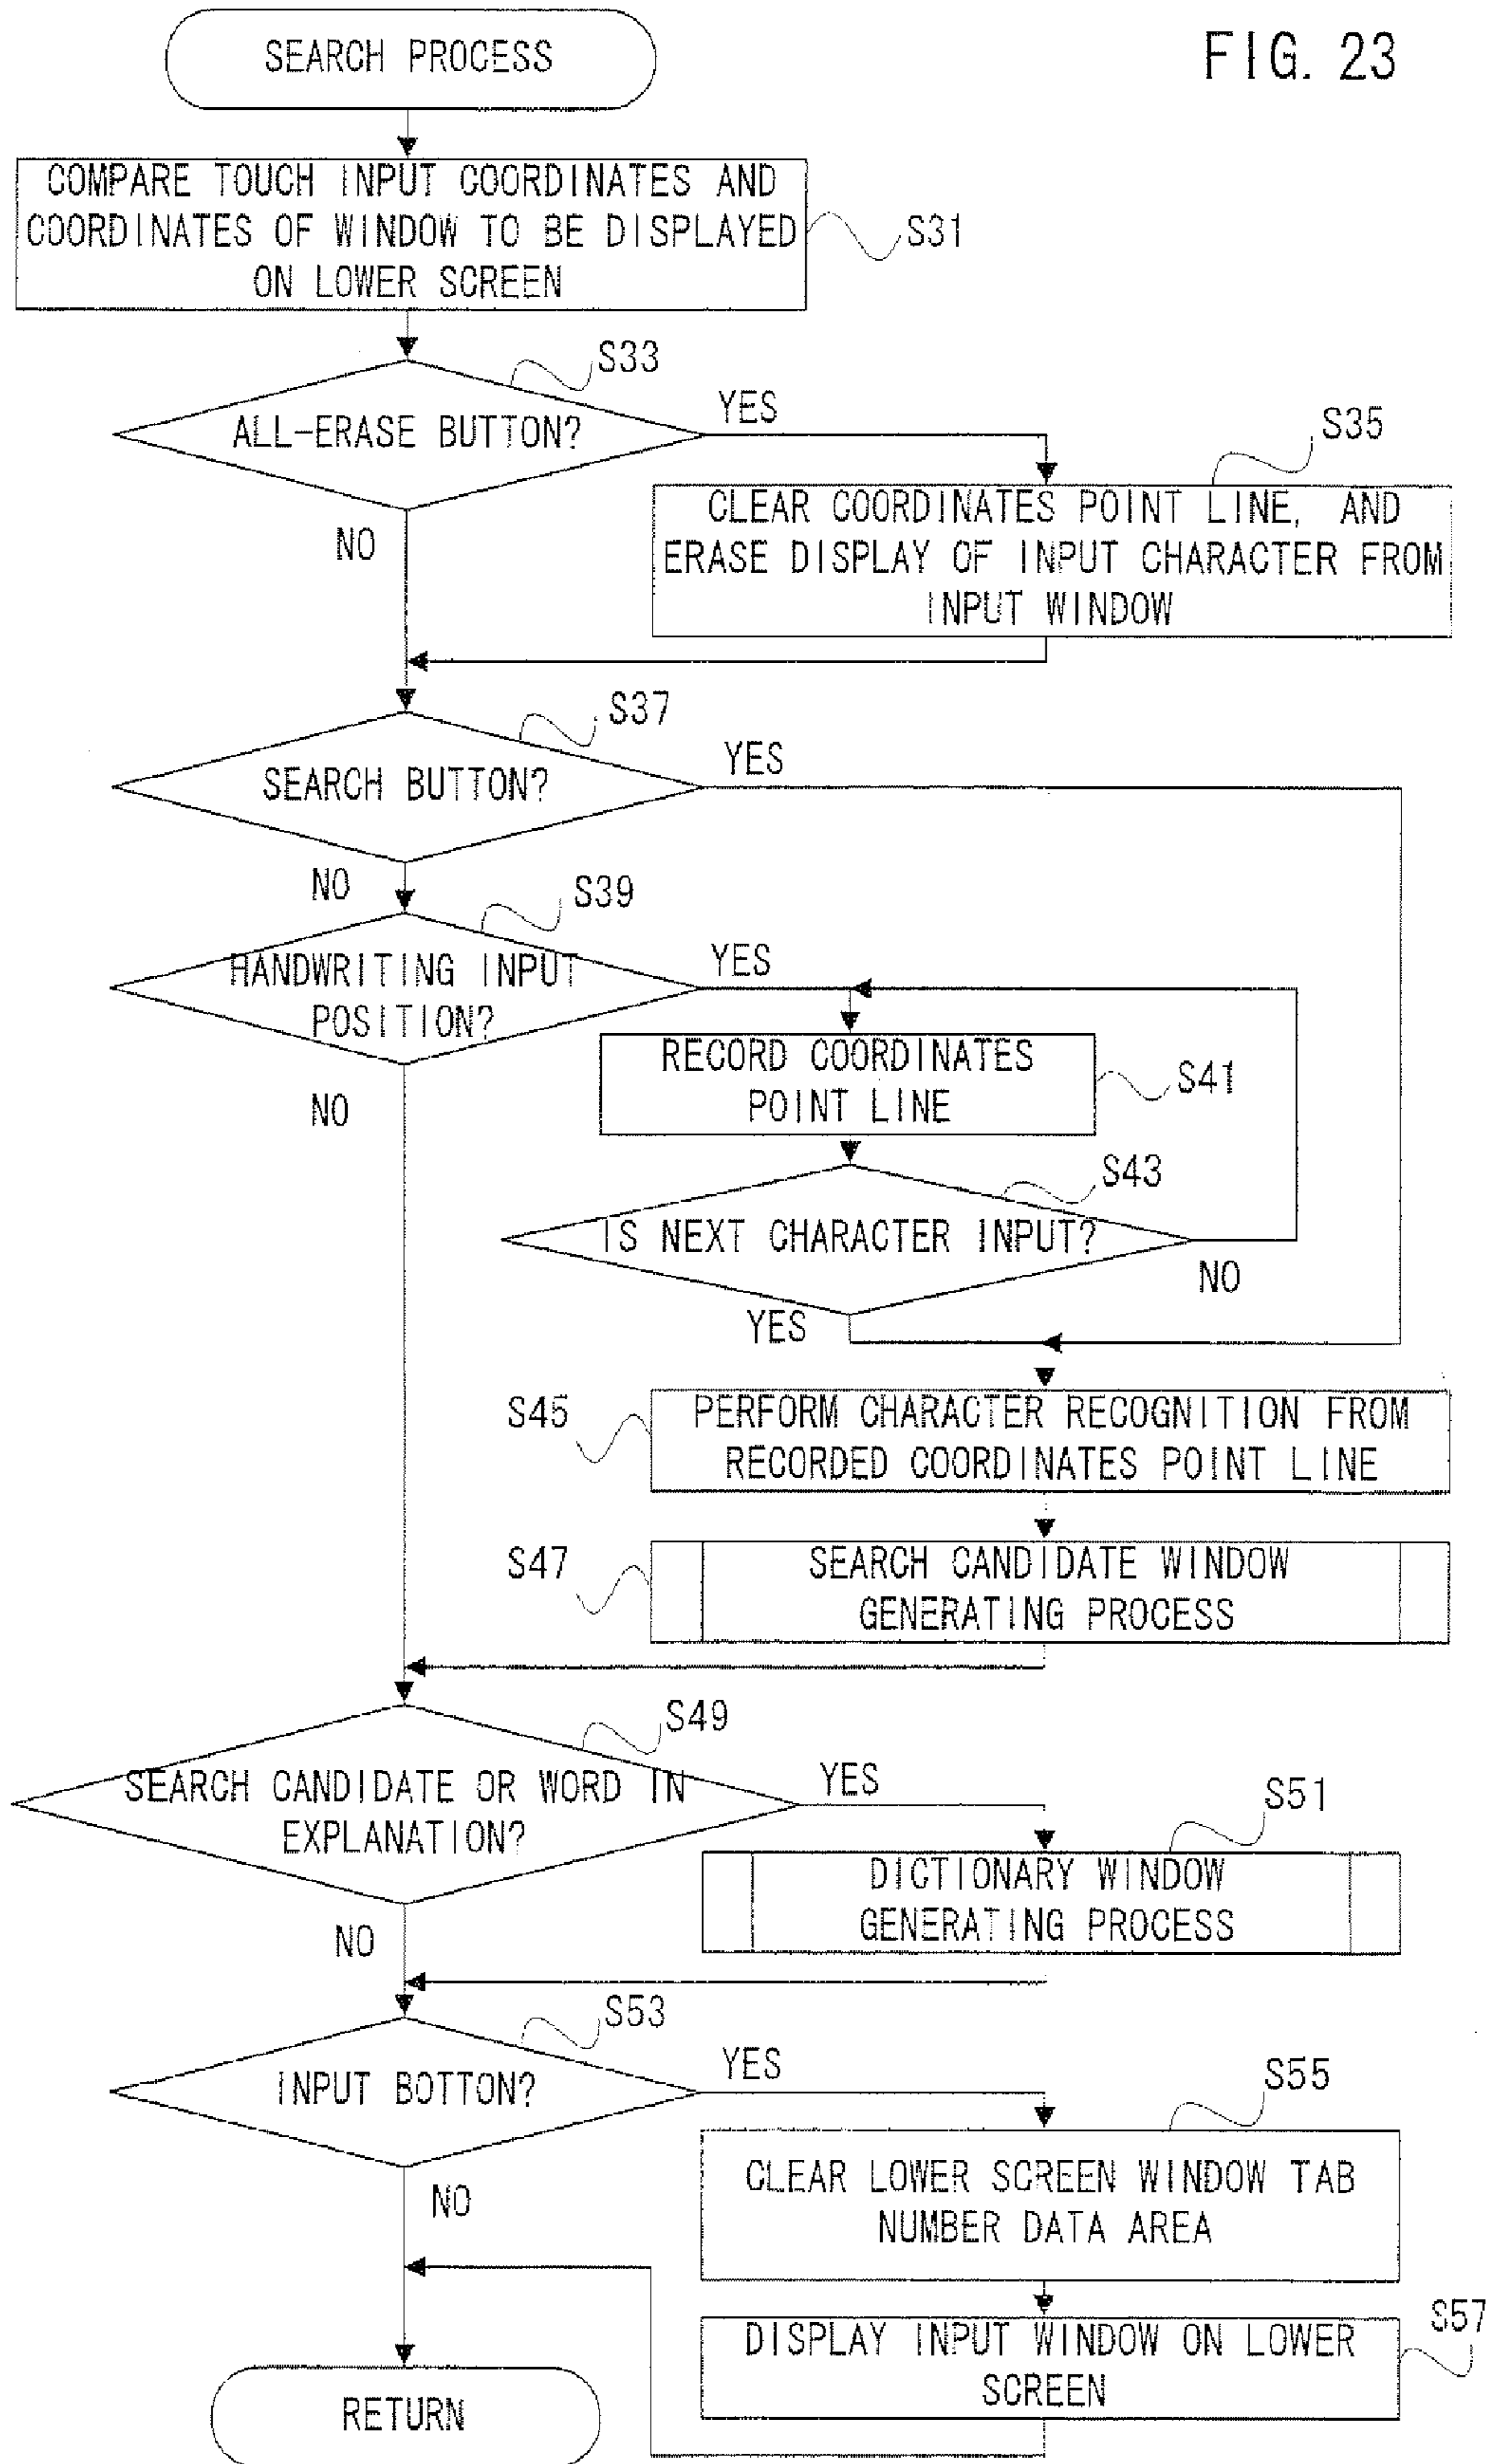 FIG. 23
SEARCH PROCESS
COMPARE TOUCH INPUT COORDINATES AND
COORDINATES OF WINDOW TO BE DISPLAYED
ON LOWER SCREEN
S31
S33
ALL-ERASE BUTTON?
YES
NO
S35
CLEAR COORDINATES POINT LINE, AND
ERASE DISPLAY OF INPUT CHARACTER FROM
INPUT WINDOW
S37
SEARCH BUTTON?
YES
NO
S39
HANDWRITING INPUT
POSITION?
YES
NO
RECORD COORDINATES
POINT LINE
S41
S43
IS NEXT CHARACTER INPUT?
NO
YES
S45
PERFORM CHARACTER RECOGNITION FROM
RECORDED COORDINATES POINT LINE
S47
SEARCH CANDIDATE WINDOW
GENERATING PROCESS
S49
SEARCH CANDIDATE OR WORD IN
EXPLANATION?
YES
NO
S51
DICTIONARY WINDOW
GENERATING PROCESS
S53
INPUT BOTTON?
YES
NO
S55
CLEAR LOWER SCREEN WINDOW TAB
NUMBER DATA AREA
S57
DISPLAY INPUT WINDOW ON LOWER
SCREEN
RETURN